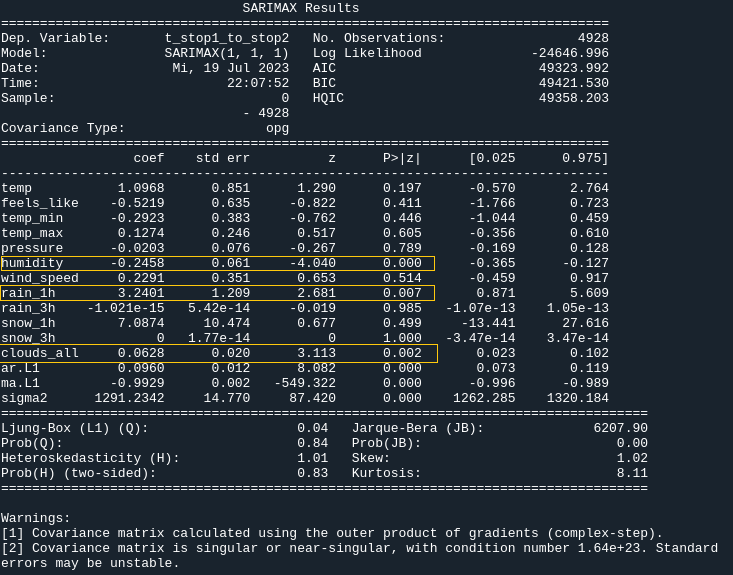 SARIMAX Results
==============================================================================
Dep. Variable: t_stop1_to_stop2 No. Observations: 4928
Model: SARIMAX(1, 1, 1) Log Likelihood -24646.996
Date: Mi, 19 Jul 2023 AIC 49323.992
Time: 22:07:52 BIC 49421.530
Sample: 0 HQIC 49358.203
- 4928
Covariance Type: opg
==============================================================================
coef std err z P>|z| [0.025 0.975]
------------------------------------------------------------------------------
temp 1.0968 0.851 1.290 0.197 -0.570 2.764
feels_like -0.5219 0.635 -0.822 0.411 -1.766 0.723
temp_min -0.2923 0.383 -0.762 0.446 -1.044 0.459
temp_max 0.1274 0.246 0.517 0.605 -0.356 0.610
pressure -0.0203 0.076 -0.267 0.789 -0.169 0.128
humidity -0.2458 0.061 -4.040 0.000 -0.365 -0.127
wind_speed 0.2291 0.351 0.653 0.514 -0.459 0.917
rain_1h 3.2401 1.209 2.681 0.007 0.871 5.609
rain_3h -1.021e-15 5.42e-14 -0.019 0.985 -1.07e-13 1.05e-13
snow_1h 7.0874 10.474 0.677 0.499 -13.441 27.616
snow_3h 0 1.77e-14 0 1.000 -3.47e-14 3.47e-14
clouds_all 0.0628 0.020 3.113 0.002 0.023 0.102
ar.L1 0.0960 0.012 8.082 0.000 0.073 0.119
ma.L1 -0.9929 0.002 -549.322 0.000 -0.996 -0.989
sigma2 1291.2342 14.770 87.420 0.000 1262.285 1320.184
===================================================================================
Ljung-Box (L1) (Q): 0.04 Jarque-Bera (JB): 6207.90
Prob(Q): 0.84 Prob(JB): 0.00
Heteroskedasticity (H): 1.01 Skew: 1.02
Prob(H) (two-sided): 0.83 Kurtosis: 8.11
===================================================================================
Warnings:
[1] Covariance matrix calculated using the outer product of gradients (complex-step).
[2] Covariance matrix is singular or near-singular, with condition number 1.64e+23. Standard
errors may be unstable.